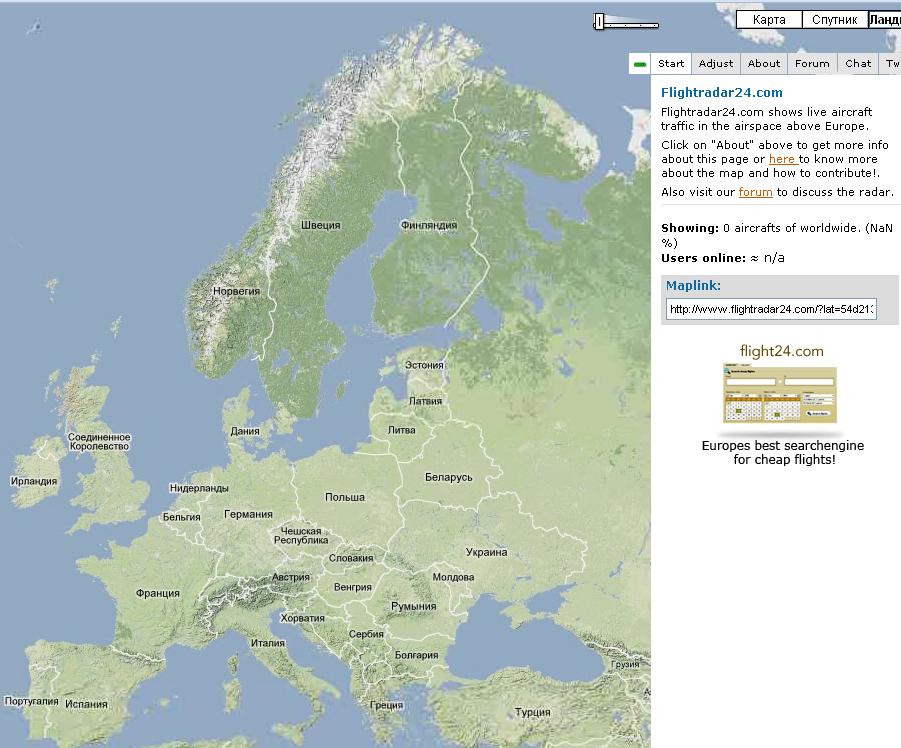 Карта
Спутник
Start
Adjust
About
Forum
Chat
Flightradar24.com
Flightradar24.com shows live aircraft
traffic in the airspace above Europe.
Click on "About" above to get more info
about this page or here to know more
about the map and how to contribute!.
Also visit our forum to discuss the radar.
Showing: 0 aircrafts of worldwide. (NaN
%)
Users online: ≈ n/a
Maplink:
http://www.flightradar24.com/?lat=54d21
flight24.com
Europes best searchengine
for cheap flights!
Швеция
Финляндия
Норвегия
Эстония
Латвия
Литва
Дания
Соединенное
Королевство
Ирландия
Нидерланды
Беларусь
Польша
Бельгия
Германия
Чешская
Республика
Украина
Словакия
Австрия
Молдова
Венгрия
Франция
Румыния
Хорватия
Сербия
Италия
Болгария
Грузия
Португалия
Испания
Греция
Турция